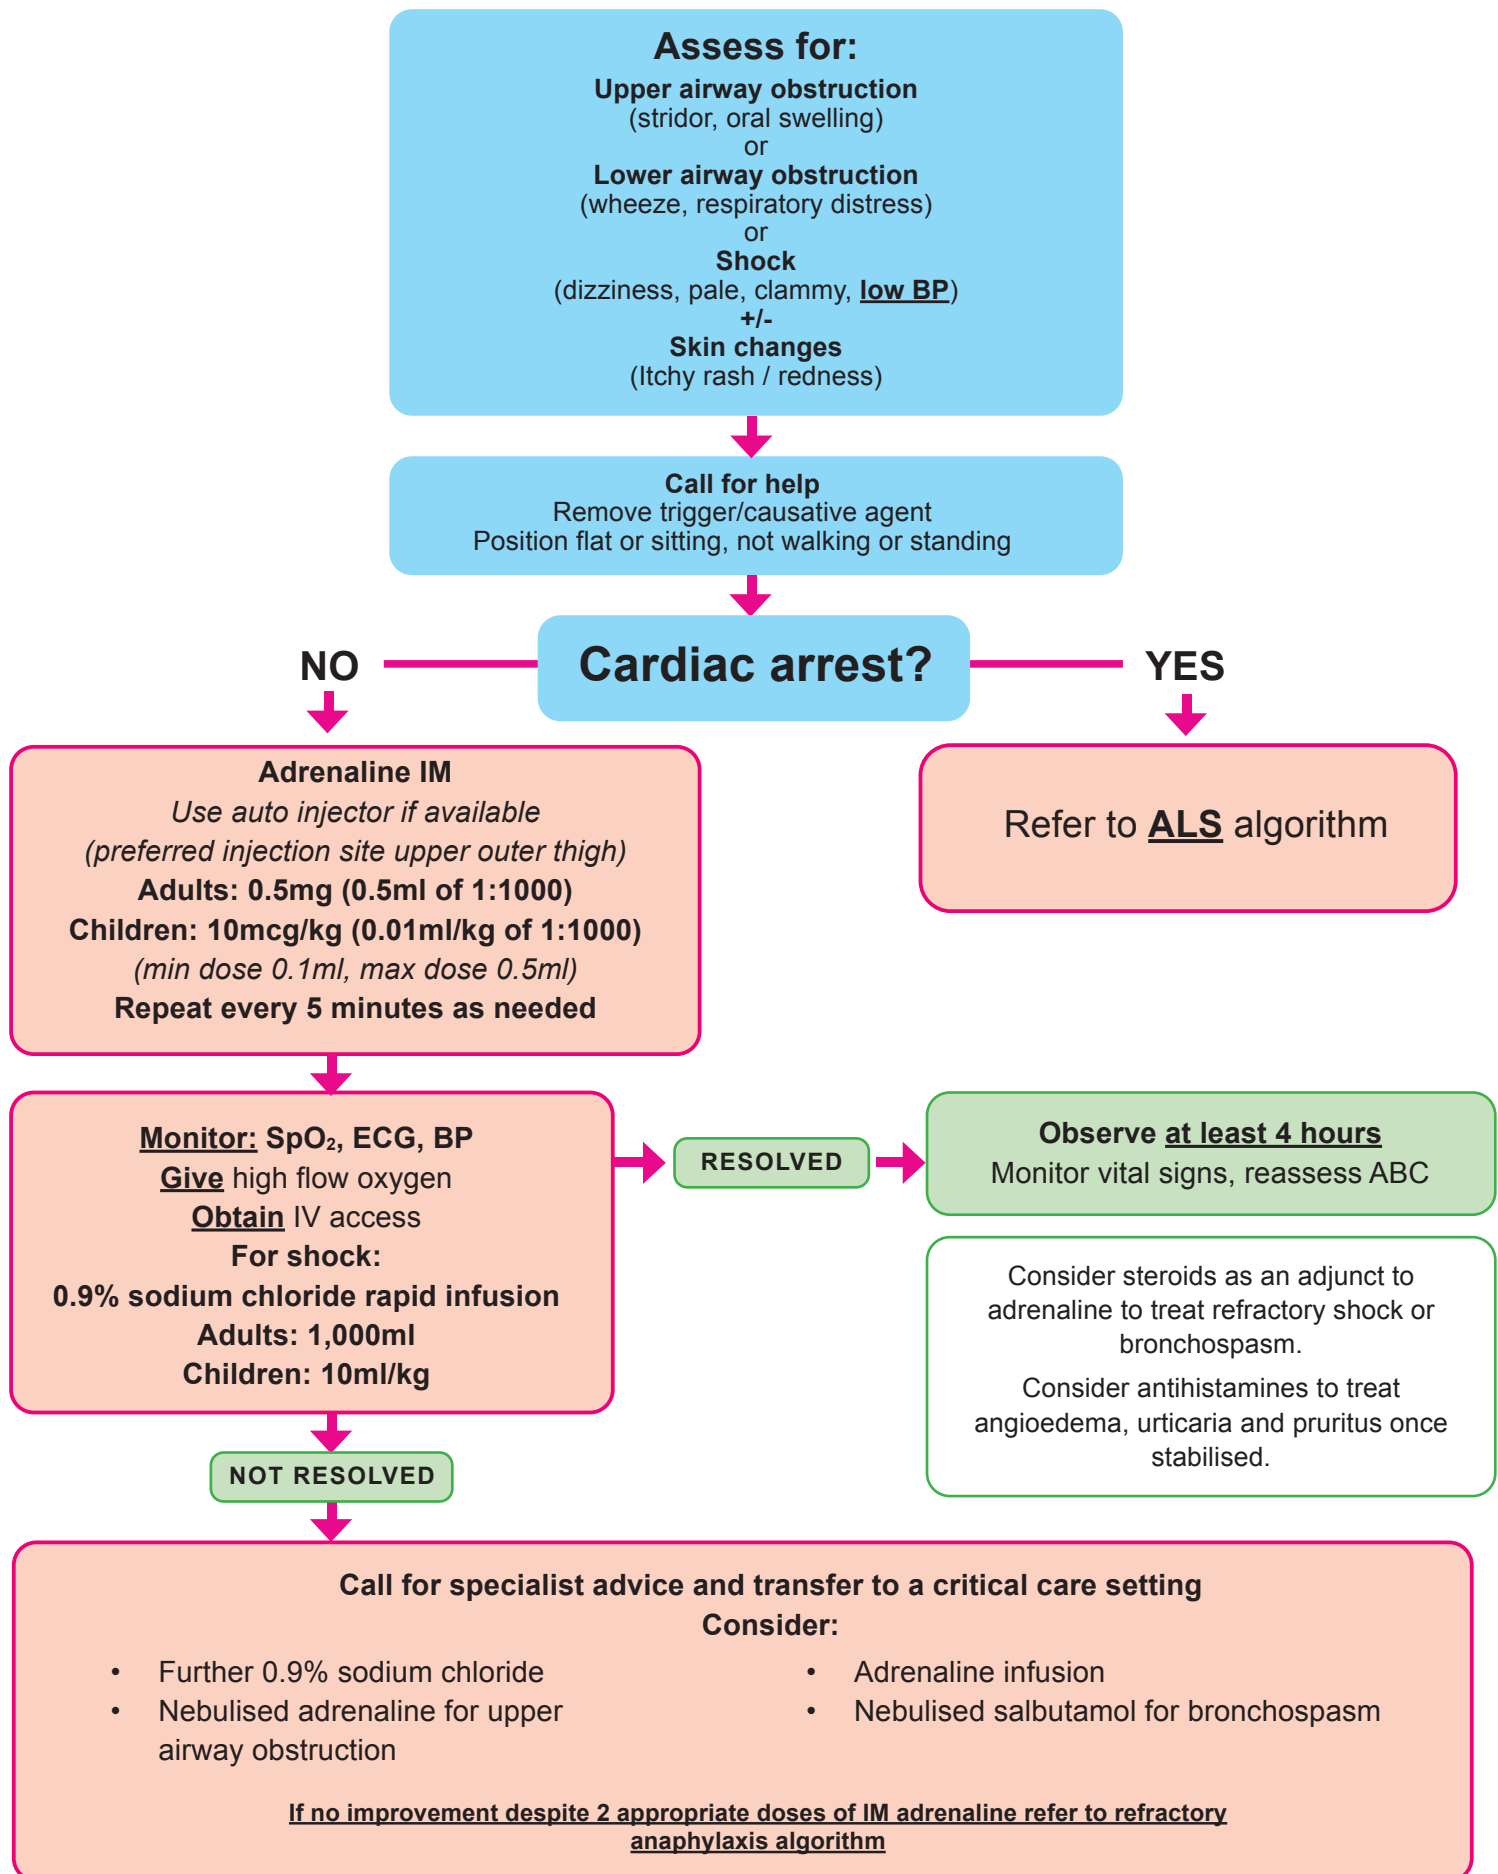 Assess for:
Upper airway obstruction
(stridor, oral swelling)
or
Lower airway obstruction
(wheeze, respiratory distress)
or
Shock
(dizziness, pale, clammy, low BP)
+/-
Skin changes
(Itchy rash / redness)
Call for help
Remove trigger/causative agent
Position flat or sitting, not walking or standing
Cardiac arrest?
NO
YES
Adrenaline IM
Use auto injector if available
(preferred injection site upper outer thigh)
Adults: 0.5mg (0.5ml of 1:1000)
Children: 10mcg/kg (0.01ml/kg of 1:1000)
(min dose 0.1ml, max dose 0.5ml)
Repeat every 5 minutes as needed
Refer to ALS algorithm
Monitor: SpO₂, ECG, BP
Give high flow oxygen
Obtain IV access
For shock:
0.9% sodium chloride rapid infusion
Adults: 1,000ml
Children: 10ml/kg
RESOLVED
Observe at least 4 hours
Monitor vital signs, reassess ABC
Consider steroids as an adjunct to
adrenaline to treat refractory shock or
bronchospasm.
Consider antihistamines to treat
angioedema, urticaria and pruritus once
stabilised.
NOT RESOLVED
Call for specialist advice and transfer to a critical care setting
Consider:
• Further 0.9% sodium chloride
• Nebulised adrenaline for upper
airway obstruction
• Adrenaline infusion
• Nebulised salbutamol for bronchospasm
If no improvement despite 2 appropriate doses of IM adrenaline refer to refractory
anaphylaxis algorithm